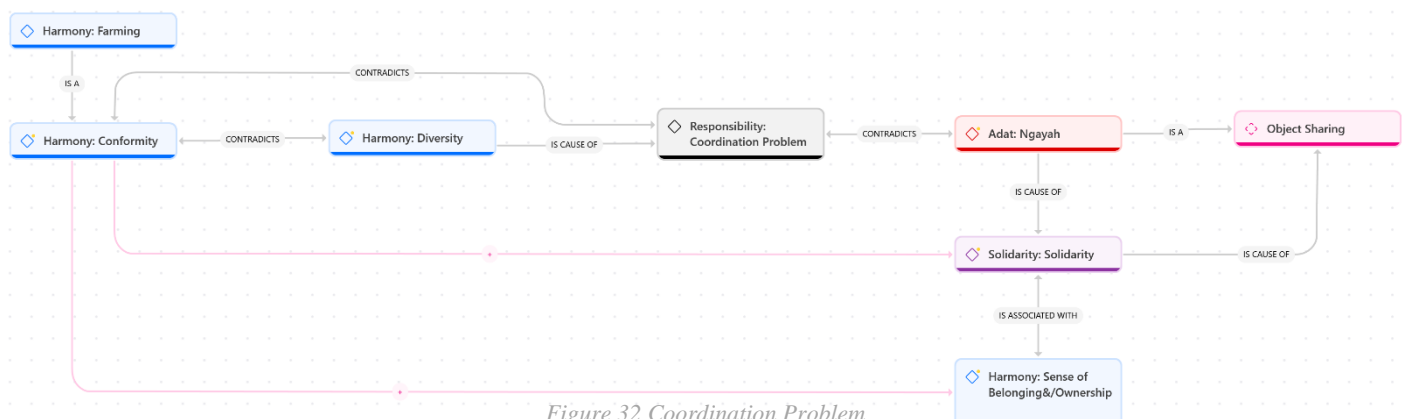 Harmony: Farming
IS A
CONTRADICTS
Harmony: Conformity
CONTRADICTS
Harmony: Diversity
IS CAUSE OF
Responsibility:
Coordination Problem
CONTRADICTS
Adat: Ngayah
IS A
Object Sharing
IS CAUSE OF
Solidarity: Solidarity
IS CAUSE OF
IS ASSOCIATED WITH
Harmony: Sense of
Belonging&/Ownership
Figure 32 Coordination Problem